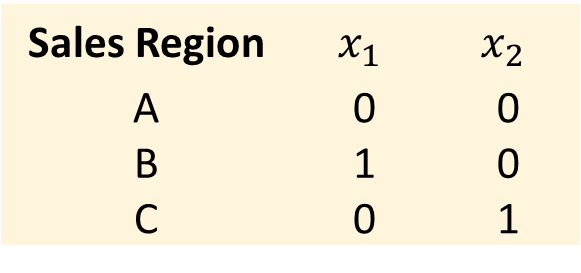 Sales Region x₁ x₂
A 0 0
B 1 0
C 0 1